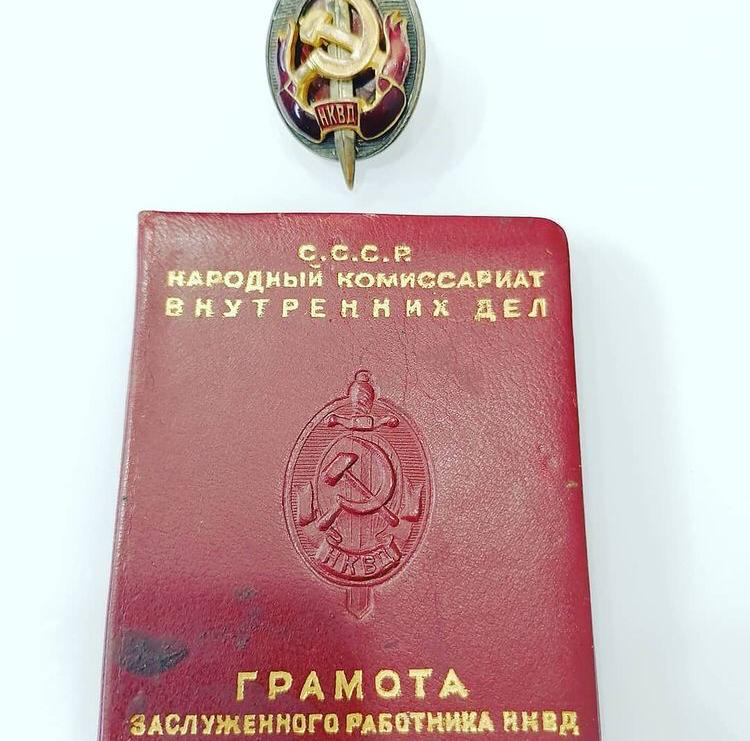 НКВД
С.С.С.Р.
НАРОДНЫЙ КОМИССАРИАТ
ВНУТРЕННИХ ДЕЛ
НКВД
ГРАМОТА
ЗАСЛУЖЕННОГО РАБОТНИКА НКВД